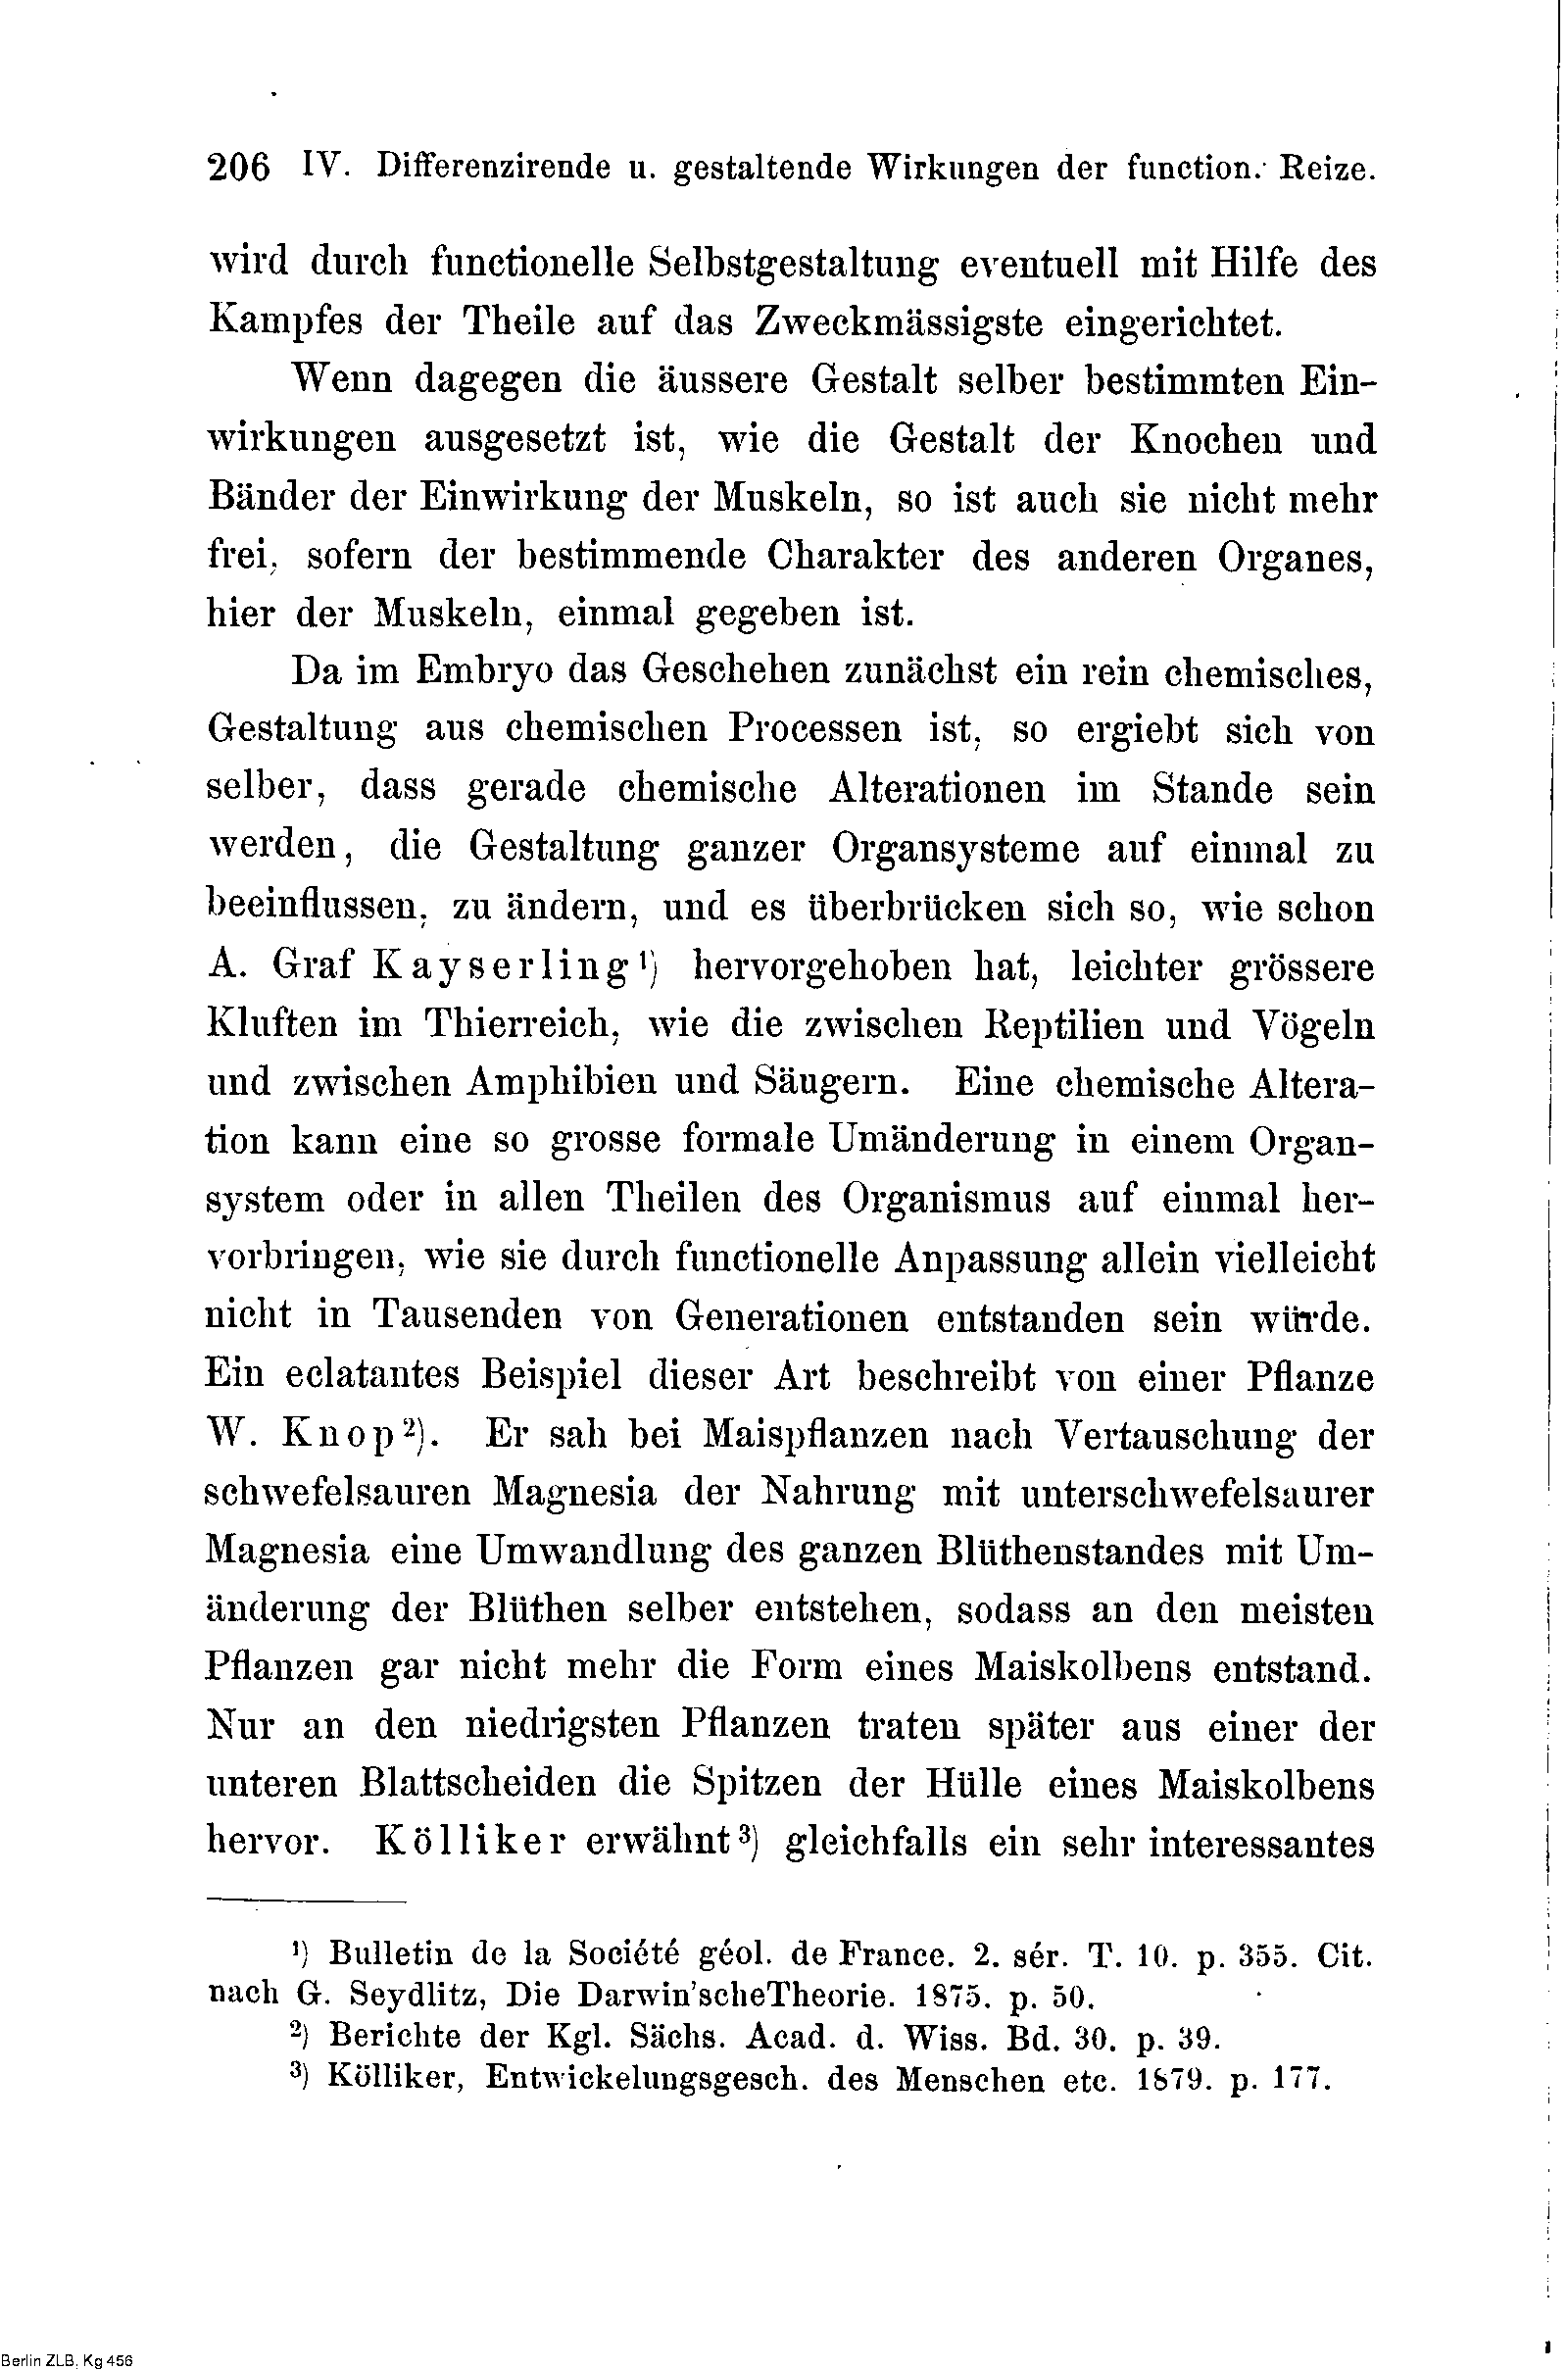 206 IV. Differenzirende u. gestaltende Wirkungen der function. Reize.
wird durch functionelle Selbstgestaltung eventuell mit Hilfe des
Kampfes der Theile auf das Zweckmässigste eingerichtet.
Wenn dagegen die äussere Gestalt selber bestimmten Ein-
wirkungen ausgesetzt ist, wie die Gestalt der Knochen und
Bänder der Einwirkung der Muskeln, so ist auch sie nicht mehr
frei, sofern der bestimmende Charakter des anderen Organes,
hier der Muskeln, einmal gegeben ist.
Da im Embryo das Geschehen zunächst ein rein chemisches,
Gestaltung aus chemischen Processen ist, so ergiebt sich von
selber, dass gerade chemische Alterationen im Stande sein
werden, die Gestaltung ganzer Organsysteme auf einmal zu
beeinflussen, zu ändern, und es überbrücken sich so, wie schon
A. Graf Kayserling¹) hervorgehoben hat, leichter grössere
Kluften im Thierreich, wie die zwischen Reptilien und Vögeln
und zwischen Amphibien und Säugern. Eine chemische Altera-
tion kann eine so grosse formale Umänderung in einem Organ-
system oder in allen Theilen des Organismus auf einmal her-
vorbringen, wie sie durch functionelle Anpassung allein vielleicht
nicht in Tausenden von Generationen entstanden sein würde.
Ein eclatantes Beispiel dieser Art beschreibt von einer Pflanze
W. Knop²). Er sah bei Maispflanzen nach Vertauschung der
schwefelsauren Magnesia der Nahrung mit unterschwefelsaurer
Magnesia eine Umwandlung des ganzen Blüthenstandes mit Um-
änderung der Blüthen selber entstehen, sodass an den meisten
Pflanzen gar nicht mehr die Form eines Maiskolbens entstand.
Nur an den niedrigsten Pflanzen traten später aus einer der
unteren Blattscheiden die Spitzen der Hülle eines Maiskolbens
hervor. Kölliker erwähnt³) gleichfalls ein sehr interessantes
¹) Bulletin de la Société géol. de France. 2. sér. T. 10. p. 355. Cit.
nach G. Seydlitz, Die Darwin'scheTheorie. 1875. p. 50.
²) Berichte der Kgl. Sächs. Acad. d. Wiss. Bd. 30. p. 39.
³) Kölliker, Entwickelungsgesch. des Menschen etc. 1879. p. 177.
Berlin ZLB, Kg 456